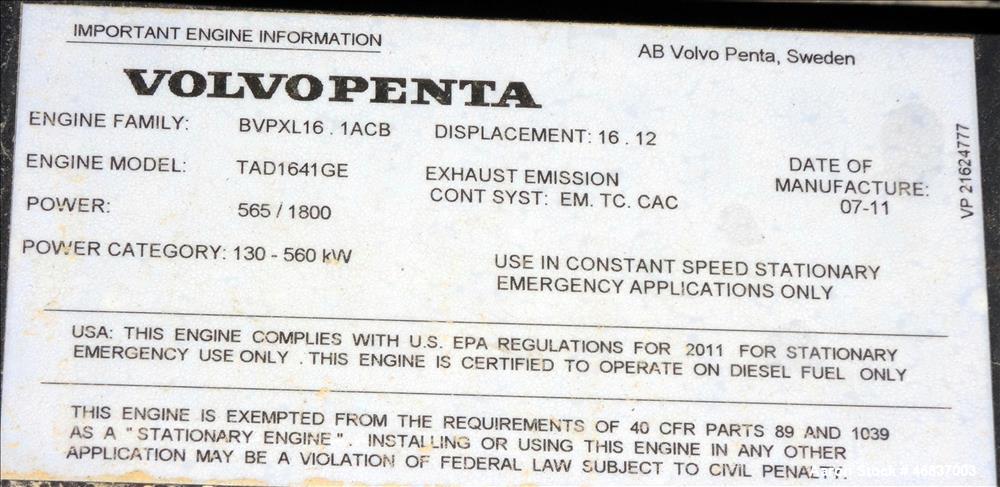 IMPORTANT ENGINE INFORMATION
AB Volvo Penta, Sweden
VOLVO PENTA
ENGINE FAMILY: BVPXL16 . 1ACB DISPLACEMENT: 16 . 12
ENGINE MODEL: TAD1641GE
EXHAUST EMISSION
CONT SYST: EM. TC. CAC
DATE OF
MANUFACTURE:
07-11
VP 21624777
POWER: 565 / 1800
POWER CATEGORY: 130 - 560 kW
USE IN CONSTANT SPEED STATIONARY
EMERGENCY APPLICATIONS ONLY
USA: THIS ENGINE COMPLIES WITH U.S. EPA REGULATIONS FOR 2011 FOR STATIONARY
EMERGENCY USE ONLY . THIS ENGINE IS CERTIFIED TO OPERATE ON DIESEL FUEL ONLY
THIS ENGINE IS EXEMPTED FROM THE REQUIREMENTS OF 40 CFR PARTS 89 AND 1039
AS A "STATIONARY ENGINE". INSTALLING OR USING THIS ENGINE IN ANY OTHER
APPLICATION MAY BE A VIOLATION OF FEDERAL LAW SUBJECT TO CIVIL PENALTY.
Aaron Stock # 46837003